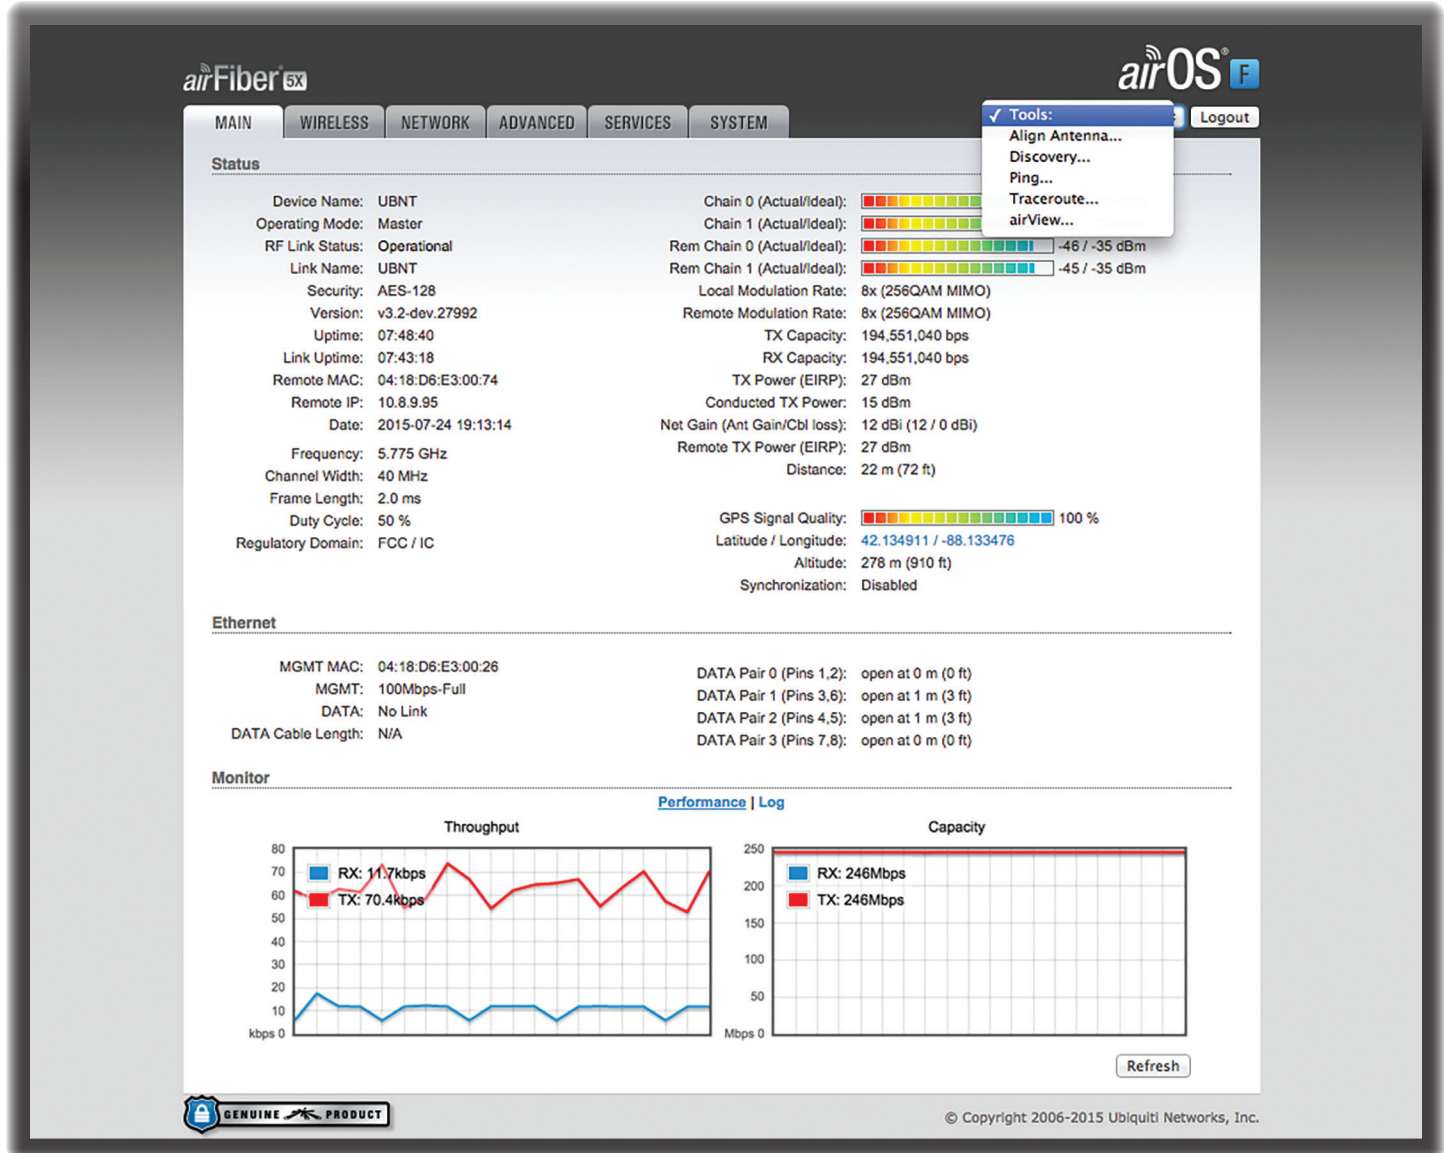 airFiber 5X
airOS F
MAIN WIRELESS NETWORK ADVANCED SERVICES SYSTEM
✓ Tools:
Align Antenna...
Discovery...
Ping...
Traceroute...
airView...
Logout
Status
Device Name: UBNT
Operating Mode: Master
RF Link Status: Operational
Link Name: UBNT
Security: AES-128
Version: v3.2-dev.27992
Uptime: 07:48:40
Link Uptime: 07:43:18
Remote MAC: 04:18:D6:E3:00:74
Remote IP: 10.8.9.95
Date: 2015-07-24 19:13:14
Frequency: 5.775 GHz
Channel Width: 40 MHz
Frame Length: 2.0 ms
Duty Cycle: 50 %
Regulatory Domain: FCC / IC
Chain 0 (Actual/Ideal):
Chain 1 (Actual/Ideal):
Rem Chain 0 (Actual/Ideal): -46 / -35 dBm
Rem Chain 1 (Actual/Ideal): -45 / -35 dBm
Local Modulation Rate: 8x (256QAM MIMO)
Remote Modulation Rate: 8x (256QAM MIMO)
TX Capacity: 194,551,040 bps
RX Capacity: 194,551,040 bps
TX Power (EIRP): 27 dBm
Conducted TX Power: 15 dBm
Net Gain (Ant Gain/Cbl loss): 12 dBi (12 / 0 dBi)
Remote TX Power (EIRP): 27 dBm
Distance: 22 m (72 ft)
GPS Signal Quality: 100 %
Latitude / Longitude: 42.134911 / -88.133476
Altitude: 278 m (910 ft)
Synchronization: Disabled
Ethernet
MGMT MAC: 04:18:D6:E3:00:26
MGMT: 100Mbps-Full
DATA: No Link
DATA Cable Length: N/A
DATA Pair 0 (Pins 1,2): open at 0 m (0 ft)
DATA Pair 1 (Pins 3,6): open at 1 m (3 ft)
DATA Pair 2 (Pins 4,5): open at 1 m (3 ft)
DATA Pair 3 (Pins 7,8): open at 0 m (0 ft)
Monitor
Performance | Log
Throughput
80
70
60
50
40
30
20
10
kbps 0
RX: 11.7kbps
TX: 70.4kbps
Capacity
250
200
150
100
50
Mbps 0
RX: 246Mbps
TX: 246Mbps
Refresh
GENUINE PRODUCT
© Copyright 2006-2015 Ubiquiti Networks, Inc.